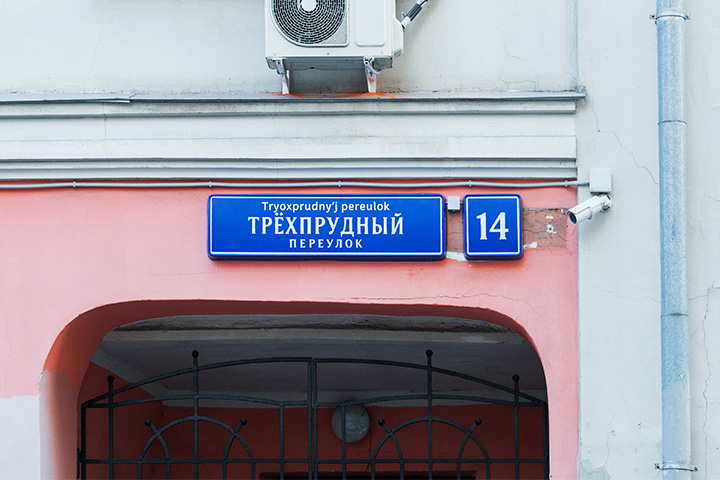 Tryoxprudny'j pereulok
ТРЁХПРУДНЫЙ
ПЕРЕУЛОК
14